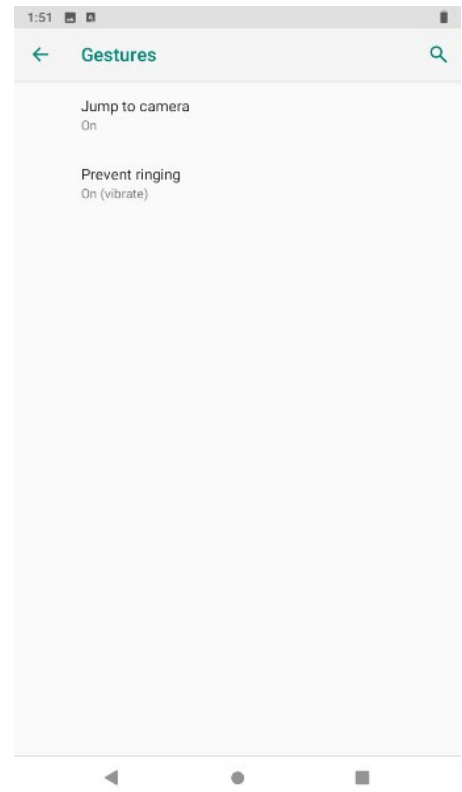 1:51
Gestures
Jump to camera
On
Prevent ringing
On (vibrate)